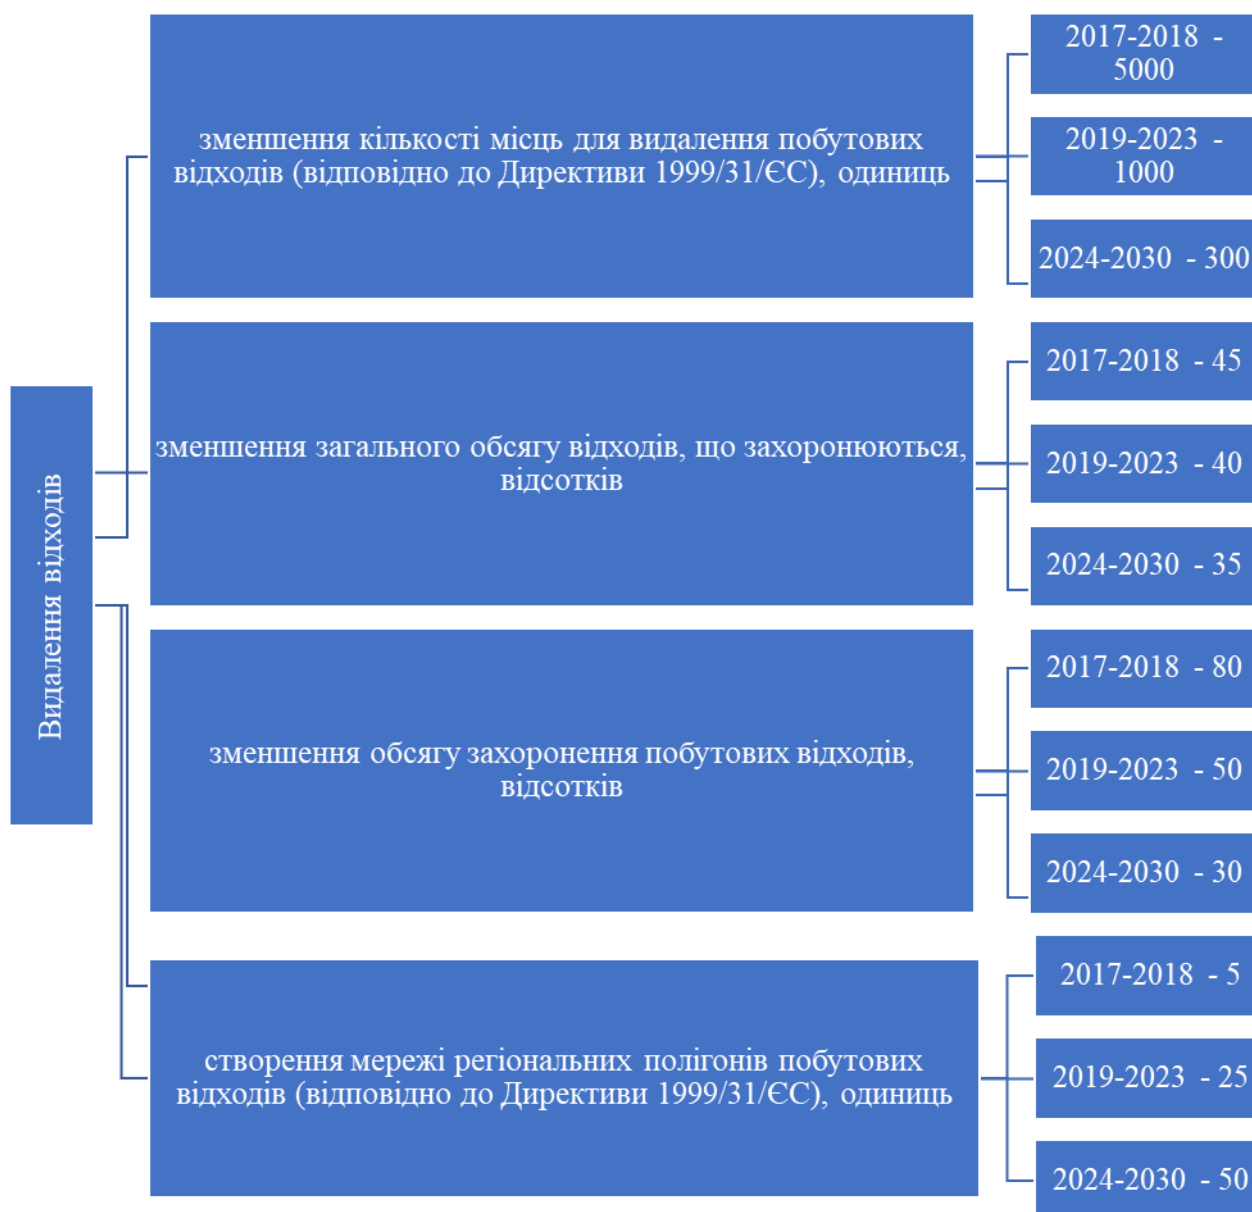 Видалення відходів
зменшення кількості місць для видалення побутових
відходів (відповідно до Директиви 1999/31/ЄС), одиниць
2017-2018 -
5000
2019-2023 -
1000
2024-2030 - 300
зменшення загального обсягу відходів, що захоронюються,
відсотків
2017-2018 - 45
2019-2023 - 40
2024-2030 - 35
зменшення обсягу захоронення побутових відходів,
відсотків
2017-2018 - 80
2019-2023 - 50
2024-2030 - 30
створення мережі регіональних полігонів побутових
відходів (відповідно до Директиви 1999/31/ЄС), одиниць
2017-2018 - 5
2019-2023 - 25
2024-2030 - 50